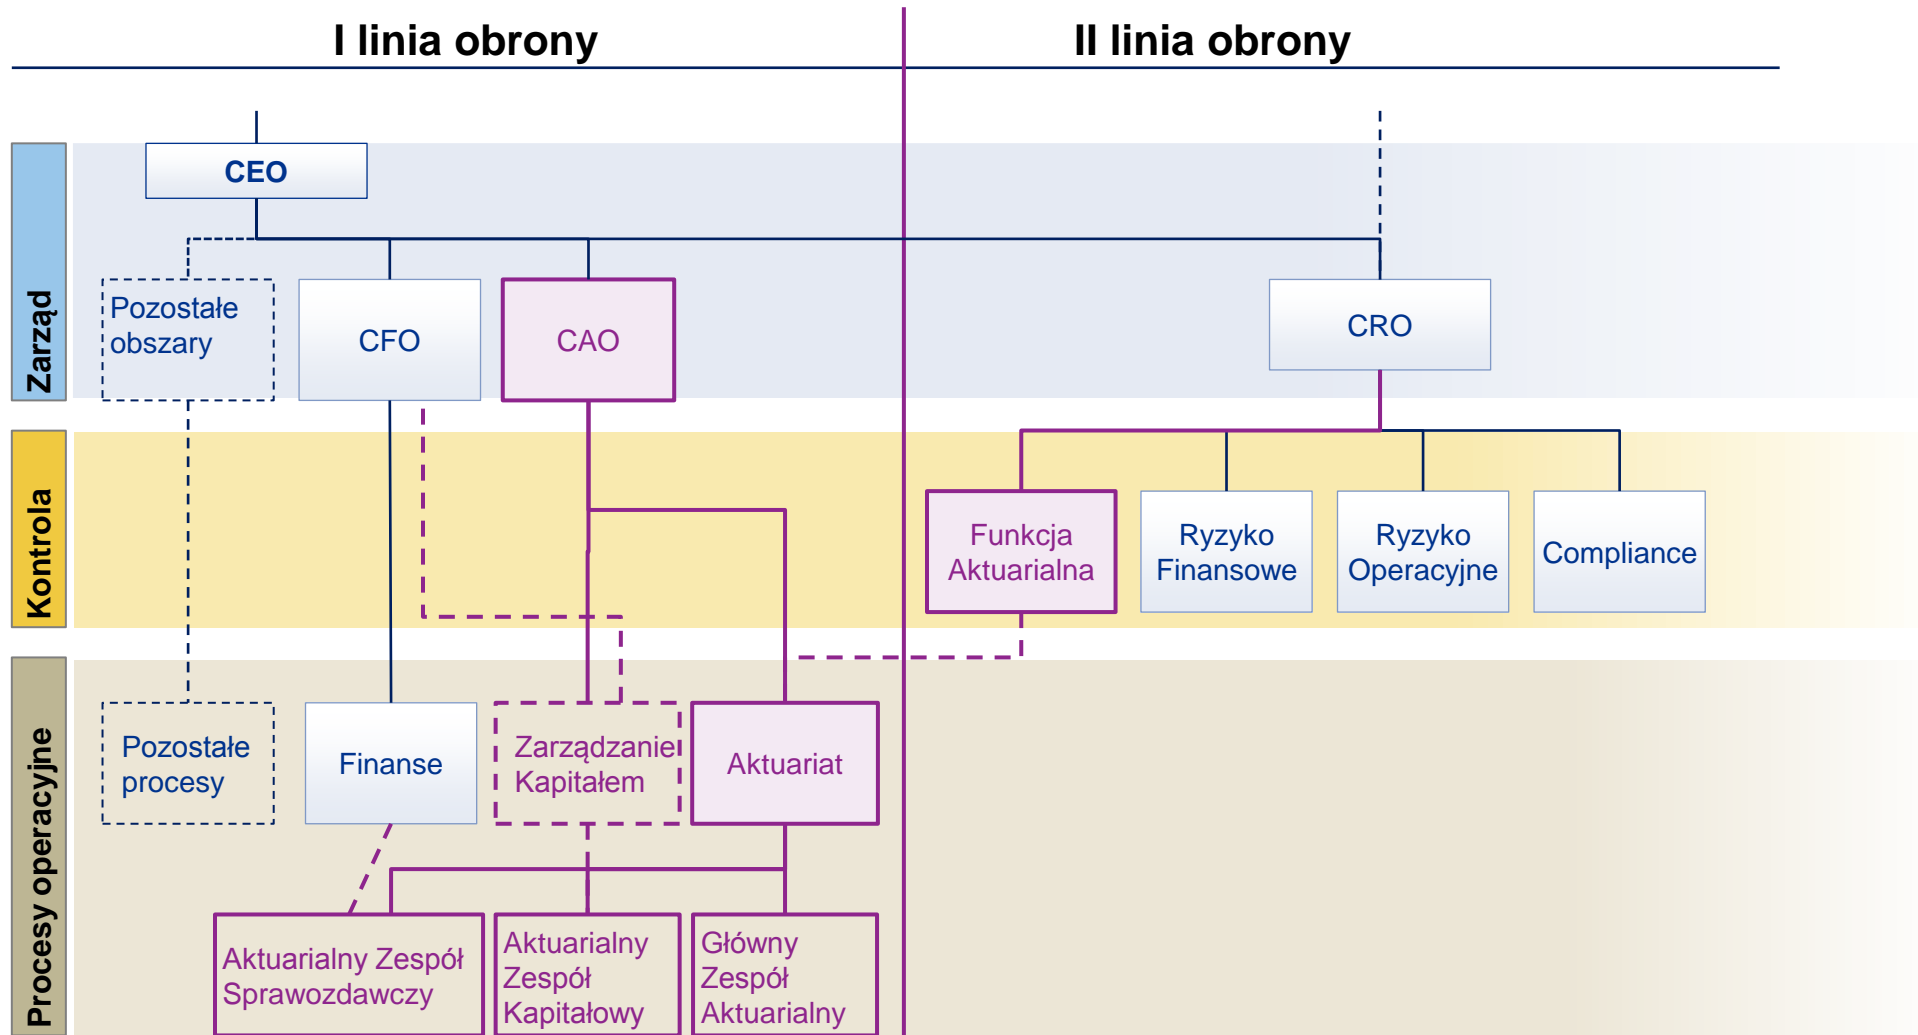 I linia obrony
II linia obrony
Zarząd
CEO
Pozostałe
obszary
CFO
CAO
CRO
Kontrola
Funkcja
Aktuarialna
Ryzyko
Finansowe
Ryzyko
Operacyjne
Compliance
Procesy operacyjne
Pozostałe
procesy
Finanse
Zarządzanie
Kapitałem
Aktuariat
Aktuarialny Zespół
Sprawozdawczy
Aktuarialny
Zespół
Kapitałowy
Główny
Zespół
Aktuarialny